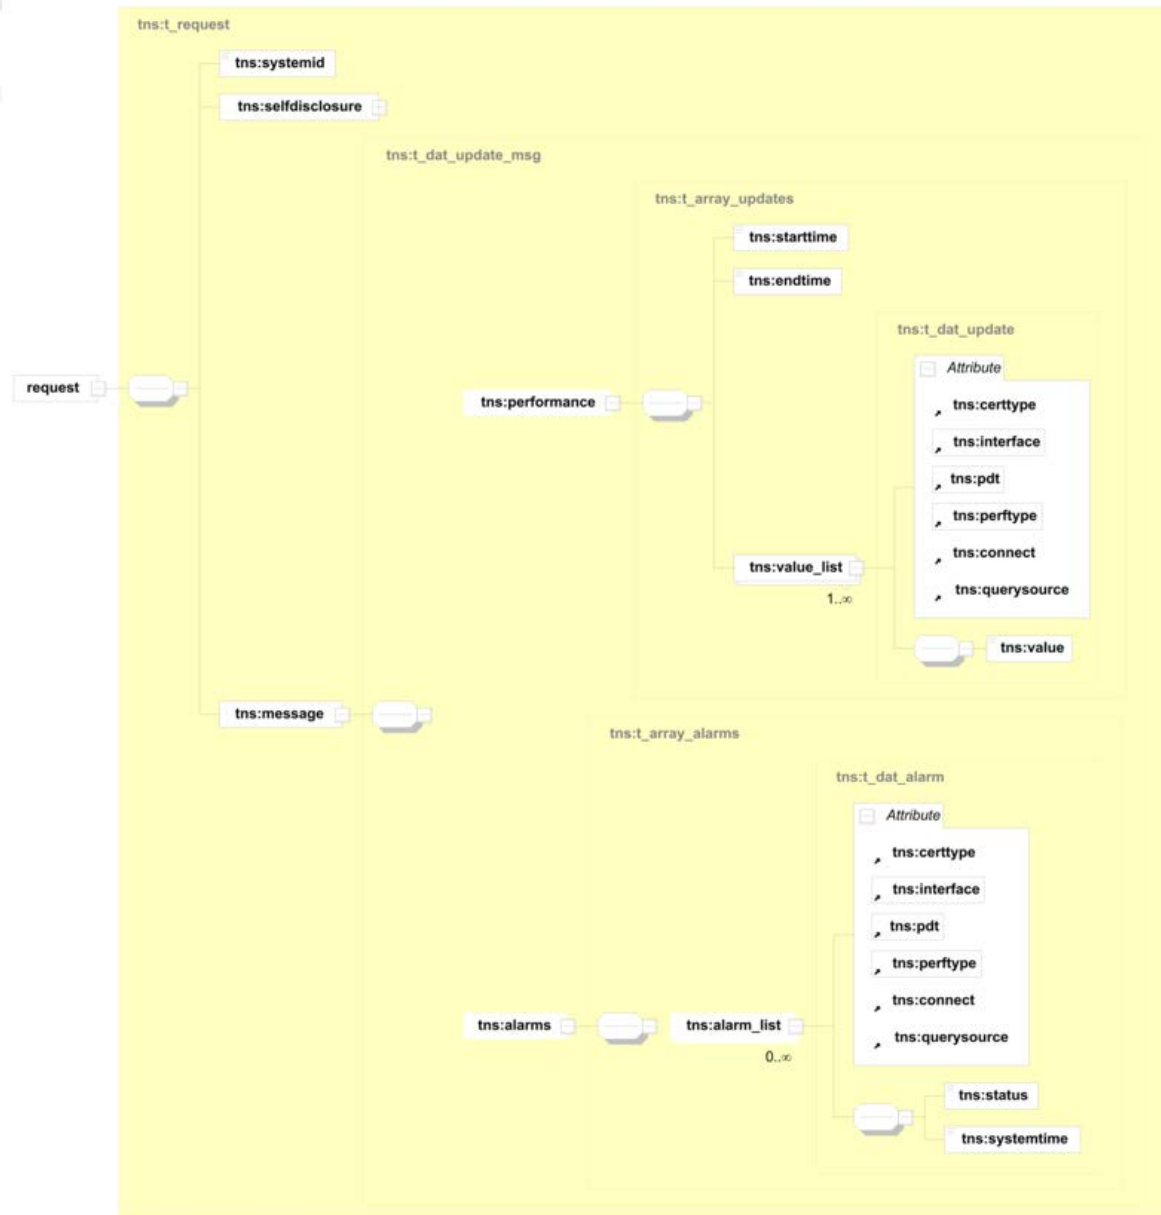 tns:t_request
tns:systemid
tns:selfdisclosure
tns:t_dat_update_msg
tns:t_array_updates
tns:starttime
tns:endtime
tns:t_dat_update
Attribute
request
tns:performance
tns:certtype
tns:interface
tns:pdt
tns:perftype
tns:connect
tns:value_list
tns:querysource
1..∞
tns:value
tns:message
tns:t_array_alarms
tns:t_dat_alarm
Attribute
tns:certtype
tns:interface
tns:pdt
tns:perftype
tns:connect
tns:alarms
tns:alarm_list
tns:querysource
0..∞
tns:status
tns:systemtime